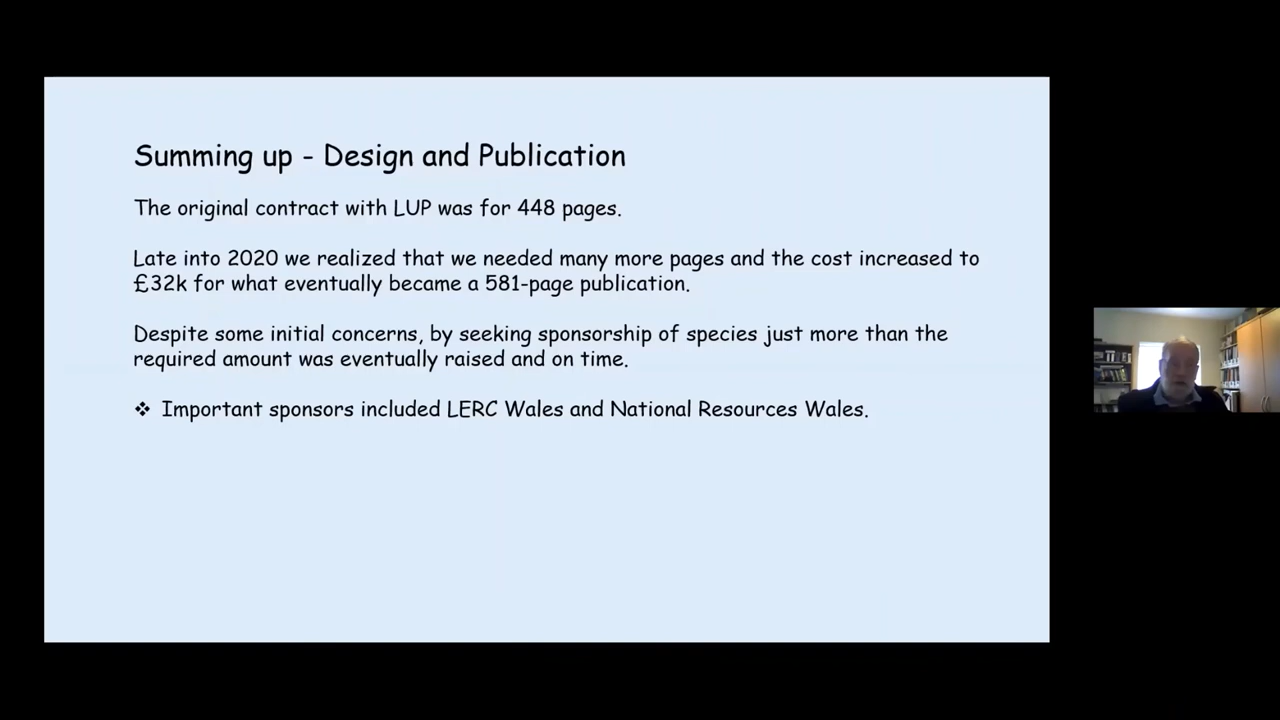 Summing up - Design and Publication
The original contract with LUP was for 448 pages.
Late into 2020 we realized that we needed many more pages and the cost increased to
£32k for what eventually became a 581-page publication.
Despite some initial concerns, by seeking sponsorship of species just more than the
required amount was eventually raised and on time.
❖ Important sponsors included LERC Wales and National Resources Wales.